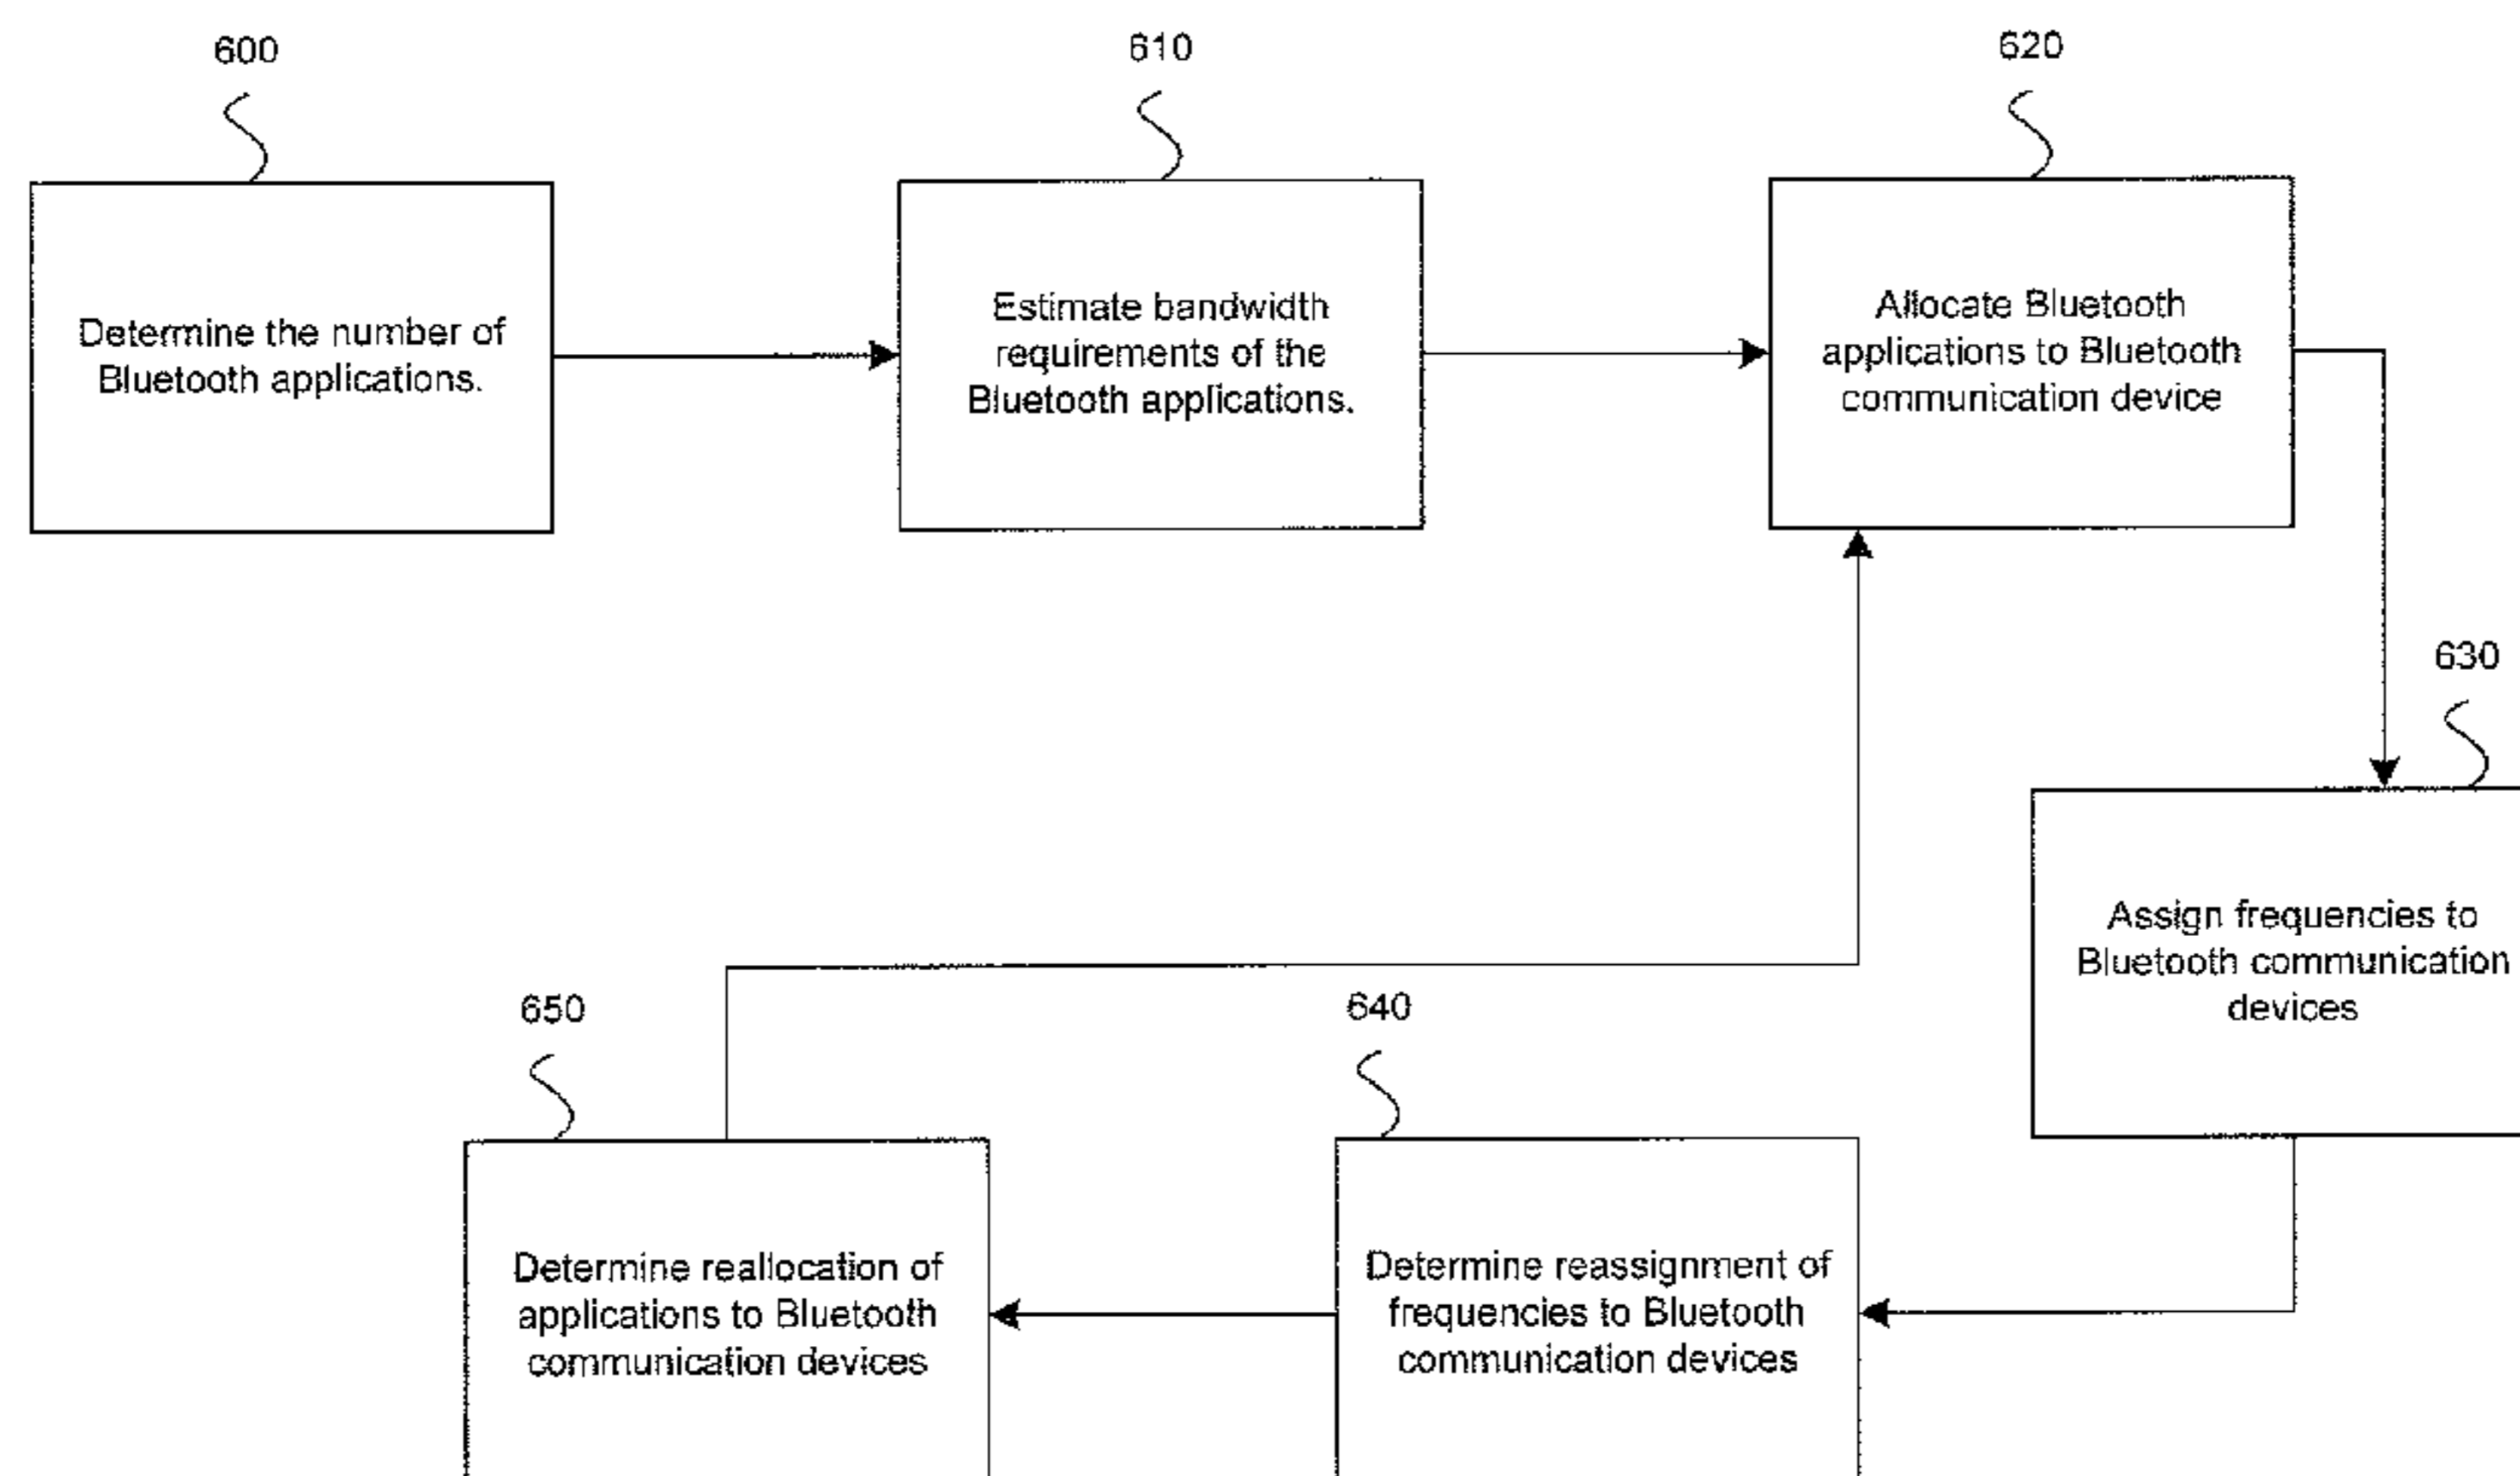 600
610
620
Determine the number of
Bluetooth applications.
Estimate bandwidth
requirements of the
Bluetooth applications.
Allocate Bluetooth
applications to Bluetooth
communication device
630
Assign frequencies to
Bluetooth communication
devices
650
640
Determine reallocation of
applications to Bluetooth
communication devices
Determine reassignment of
frequencies to Bluetooth
communication devices